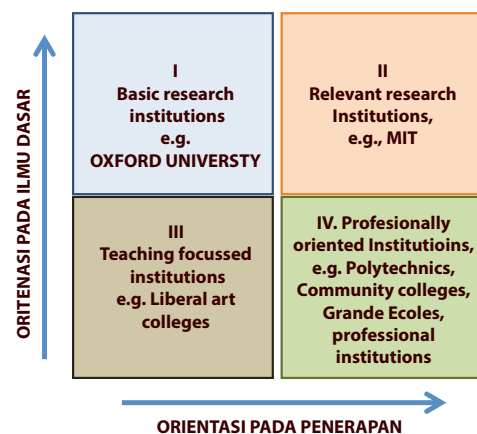 ORITENASI PADA ILMU DASAR
I
Basic research
institutions
e.g.
OXFORD UNIVERSTY
II
Relevant research
Institutions,
e.g., MIT
III
Teaching focussed
institutions
e.g. Liberal art
colleges
IV. Profesionally
oriented Institutioins,
e.g. Polytechnics,
Community colleges,
Grande Ecoles,
professional
institutions
ORIENTASI PADA PENERAPAN